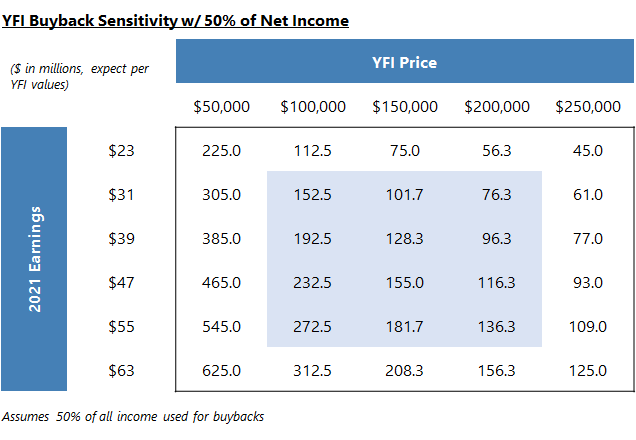 YFI Buyback Sensitivity w/ 50% of Net Income
($ in millions, expect per
YFI values)
YFI Price
$50,000 $100,000 $150,000 $200,000 $250,000
2021 Earnings
$23 225.0 112.5 75.0 56.3 45.0
$31 305.0 152.5 101.7 76.3 61.0
$39 385.0 192.5 128.3 96.3 77.0
$47 465.0 232.5 155.0 116.3 93.0
$55 545.0 272.5 181.7 136.3 109.0
$63 625.0 312.5 208.3 156.3 125.0
Assumes 50% of all income used for buybacks